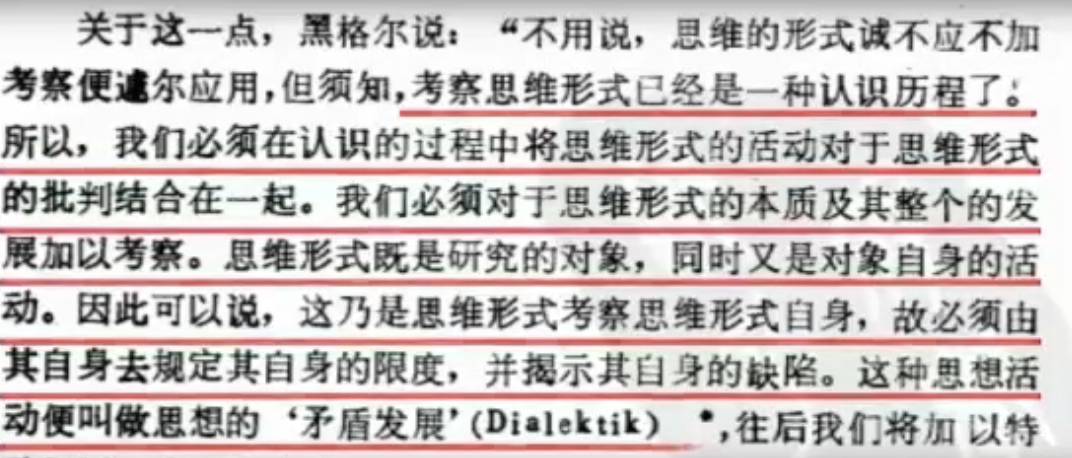 关于这一点，黑格尔说：“不用说，思维的形式诚不应不加
考察便遽尔应用，但须知，考察思维形式已经是一种认识历程了。
所以，我们必须在认识的过程中将思维形式的活动对于思维形式
的批判结合在一起。我们必须对于思维形式的本质及其整个的发
展加以考察。思维形式既是研究的对象，同时又是对象自身的活
动。因此可以说，这乃是思维形式考察思维形式自身，故必须由
其自身去规定其自身的限度，并揭示其自身的缺陷。这种思想活
动便叫做思想的‘矛盾发展’(Dialektik) *，往后我们将加以特